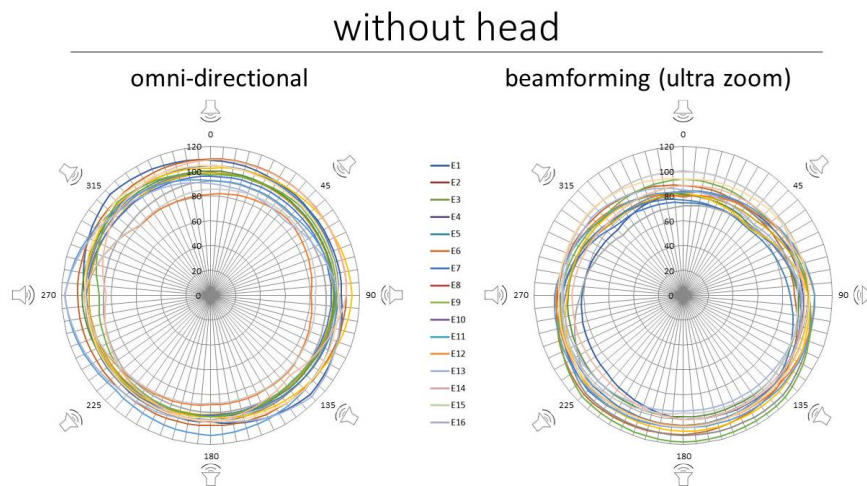 without head
omni-directional
beamforming (ultra zoom)
0
120
100
80
60
40
20
0
45
90
135
180
225
270
315
E1
E2
E3
E4
E5
E6
E7
E8
E9
E10
E11
E12
E13
E14
E15
E16
0
120
100
80
60
40
20
0
45
90
135
180
225
270
315